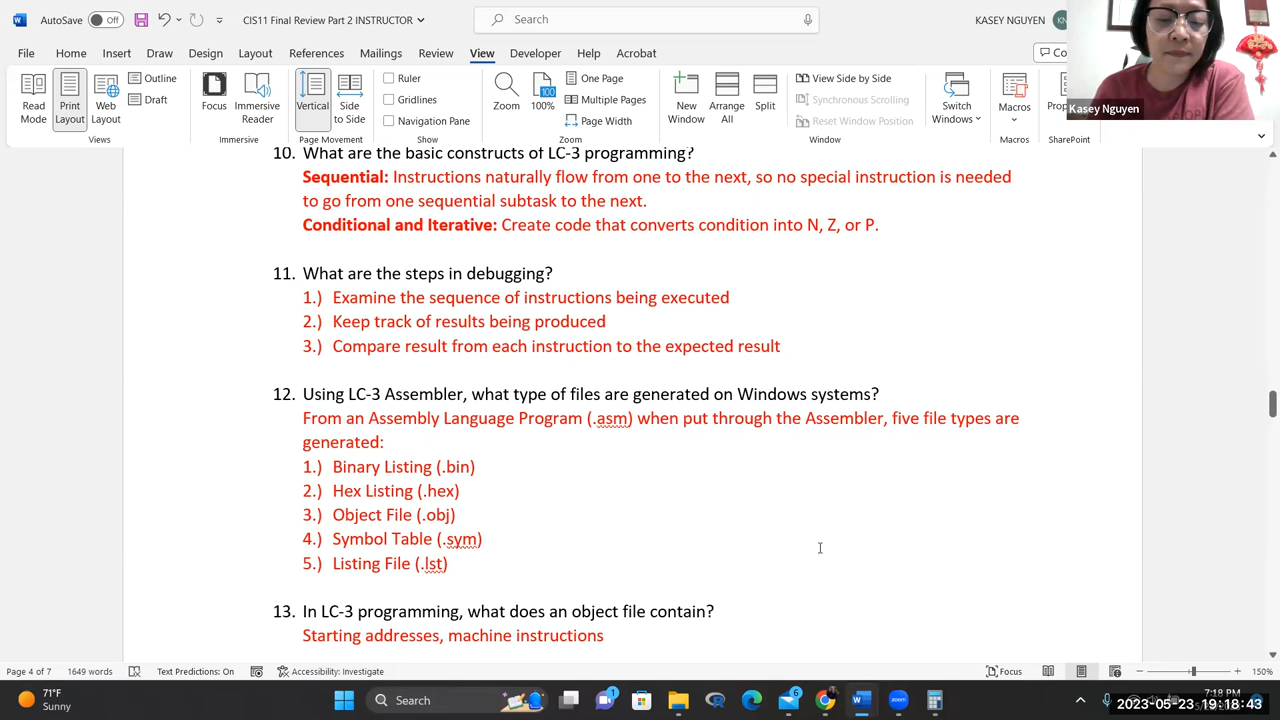 AutoSave Off CIS11 Final Review Part 2 INSTRUCTOR Search KASEY NGUYEN KN
File Home Insert Draw Design Layout References Mailings Review View Developer Help Acrobat
Read Mode Print Layout Web Layout Outline Draft Focus Immersive Reader Vertical Side to Side Ruler Gridlines Navigation Pane Zoom 100% One Page Multiple Pages Page Width New Window Arrange All Split View Side by Side Synchronous Scrolling Reset Window Position Switch Windows Macros
Views Immersive Page Movement Show Zoom Window Macros SharePoint
Kasey Nguyen
10. What are the basic constructs of LC-3 programming?
Sequential: Instructions naturally flow from one to the next, so no special instruction is needed
to go from one sequential subtask to the next.
Conditional and Iterative: Create code that converts condition into N, Z, or P.
11. What are the steps in debugging?
1.) Examine the sequence of instructions being executed
2.) Keep track of results being produced
3.) Compare result from each instruction to the expected result
12. Using LC-3 Assembler, what type of files are generated on Windows systems?
From an Assembly Language Program (.asm) when put through the Assembler, five file types are
generated:
1.) Binary Listing (.bin)
2.) Hex Listing (.hex)
3.) Object File (.obj)
4.) Symbol Table (.sym)
5.) Listing File (.lst)
13. In LC-3 programming, what does an object file contain?
Starting addresses, machine instructions
Page 4 of 7 1649 words Text Predictions: On Accessibility: Investigate Focus 150%
71°F
Sunny
Search
7:18 PM
2023-05-23 19:18:43